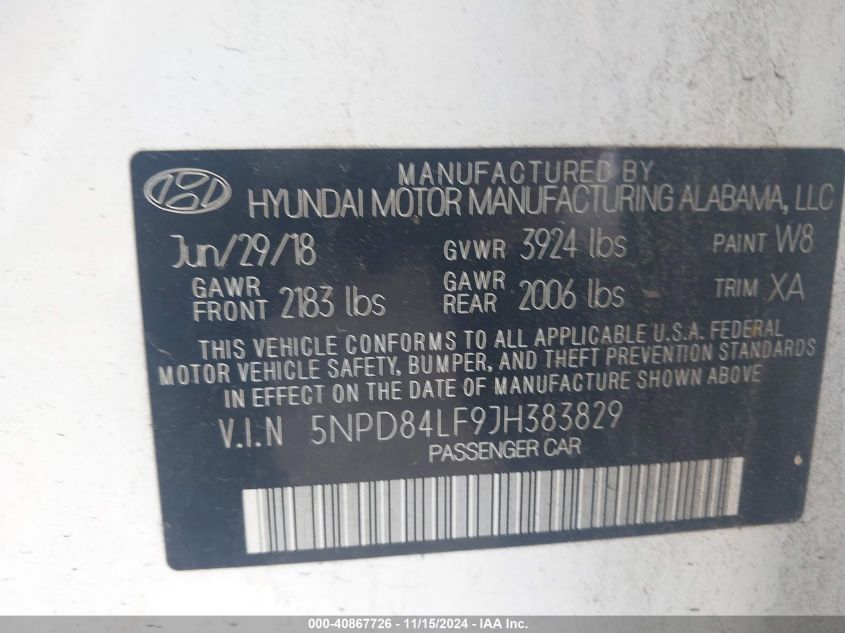 MANUFACTURED BY
HYUNDAI MOTOR MANUFACTURING ALABAMA, LLC
Jun/29/18 GVWR 3924 lbs PAINT W8
GAWR FRONT 2183 lbs GAWR REAR 2006 lbs TRIM XA
THIS VEHICLE CONFORMS TO ALL APPLICABLE U.S.A. FEDERAL
MOTOR VEHICLE SAFETY, BUMPER, AND THEFT PREVENTION STANDARDS
IN EFFECT ON THE DATE OF MANUFACTURE SHOWN ABOVE
V.I.N 5NPD84LF9JH383829
PASSENGER CAR
000-40867726 - 11/15/2024 - IAA Inc.